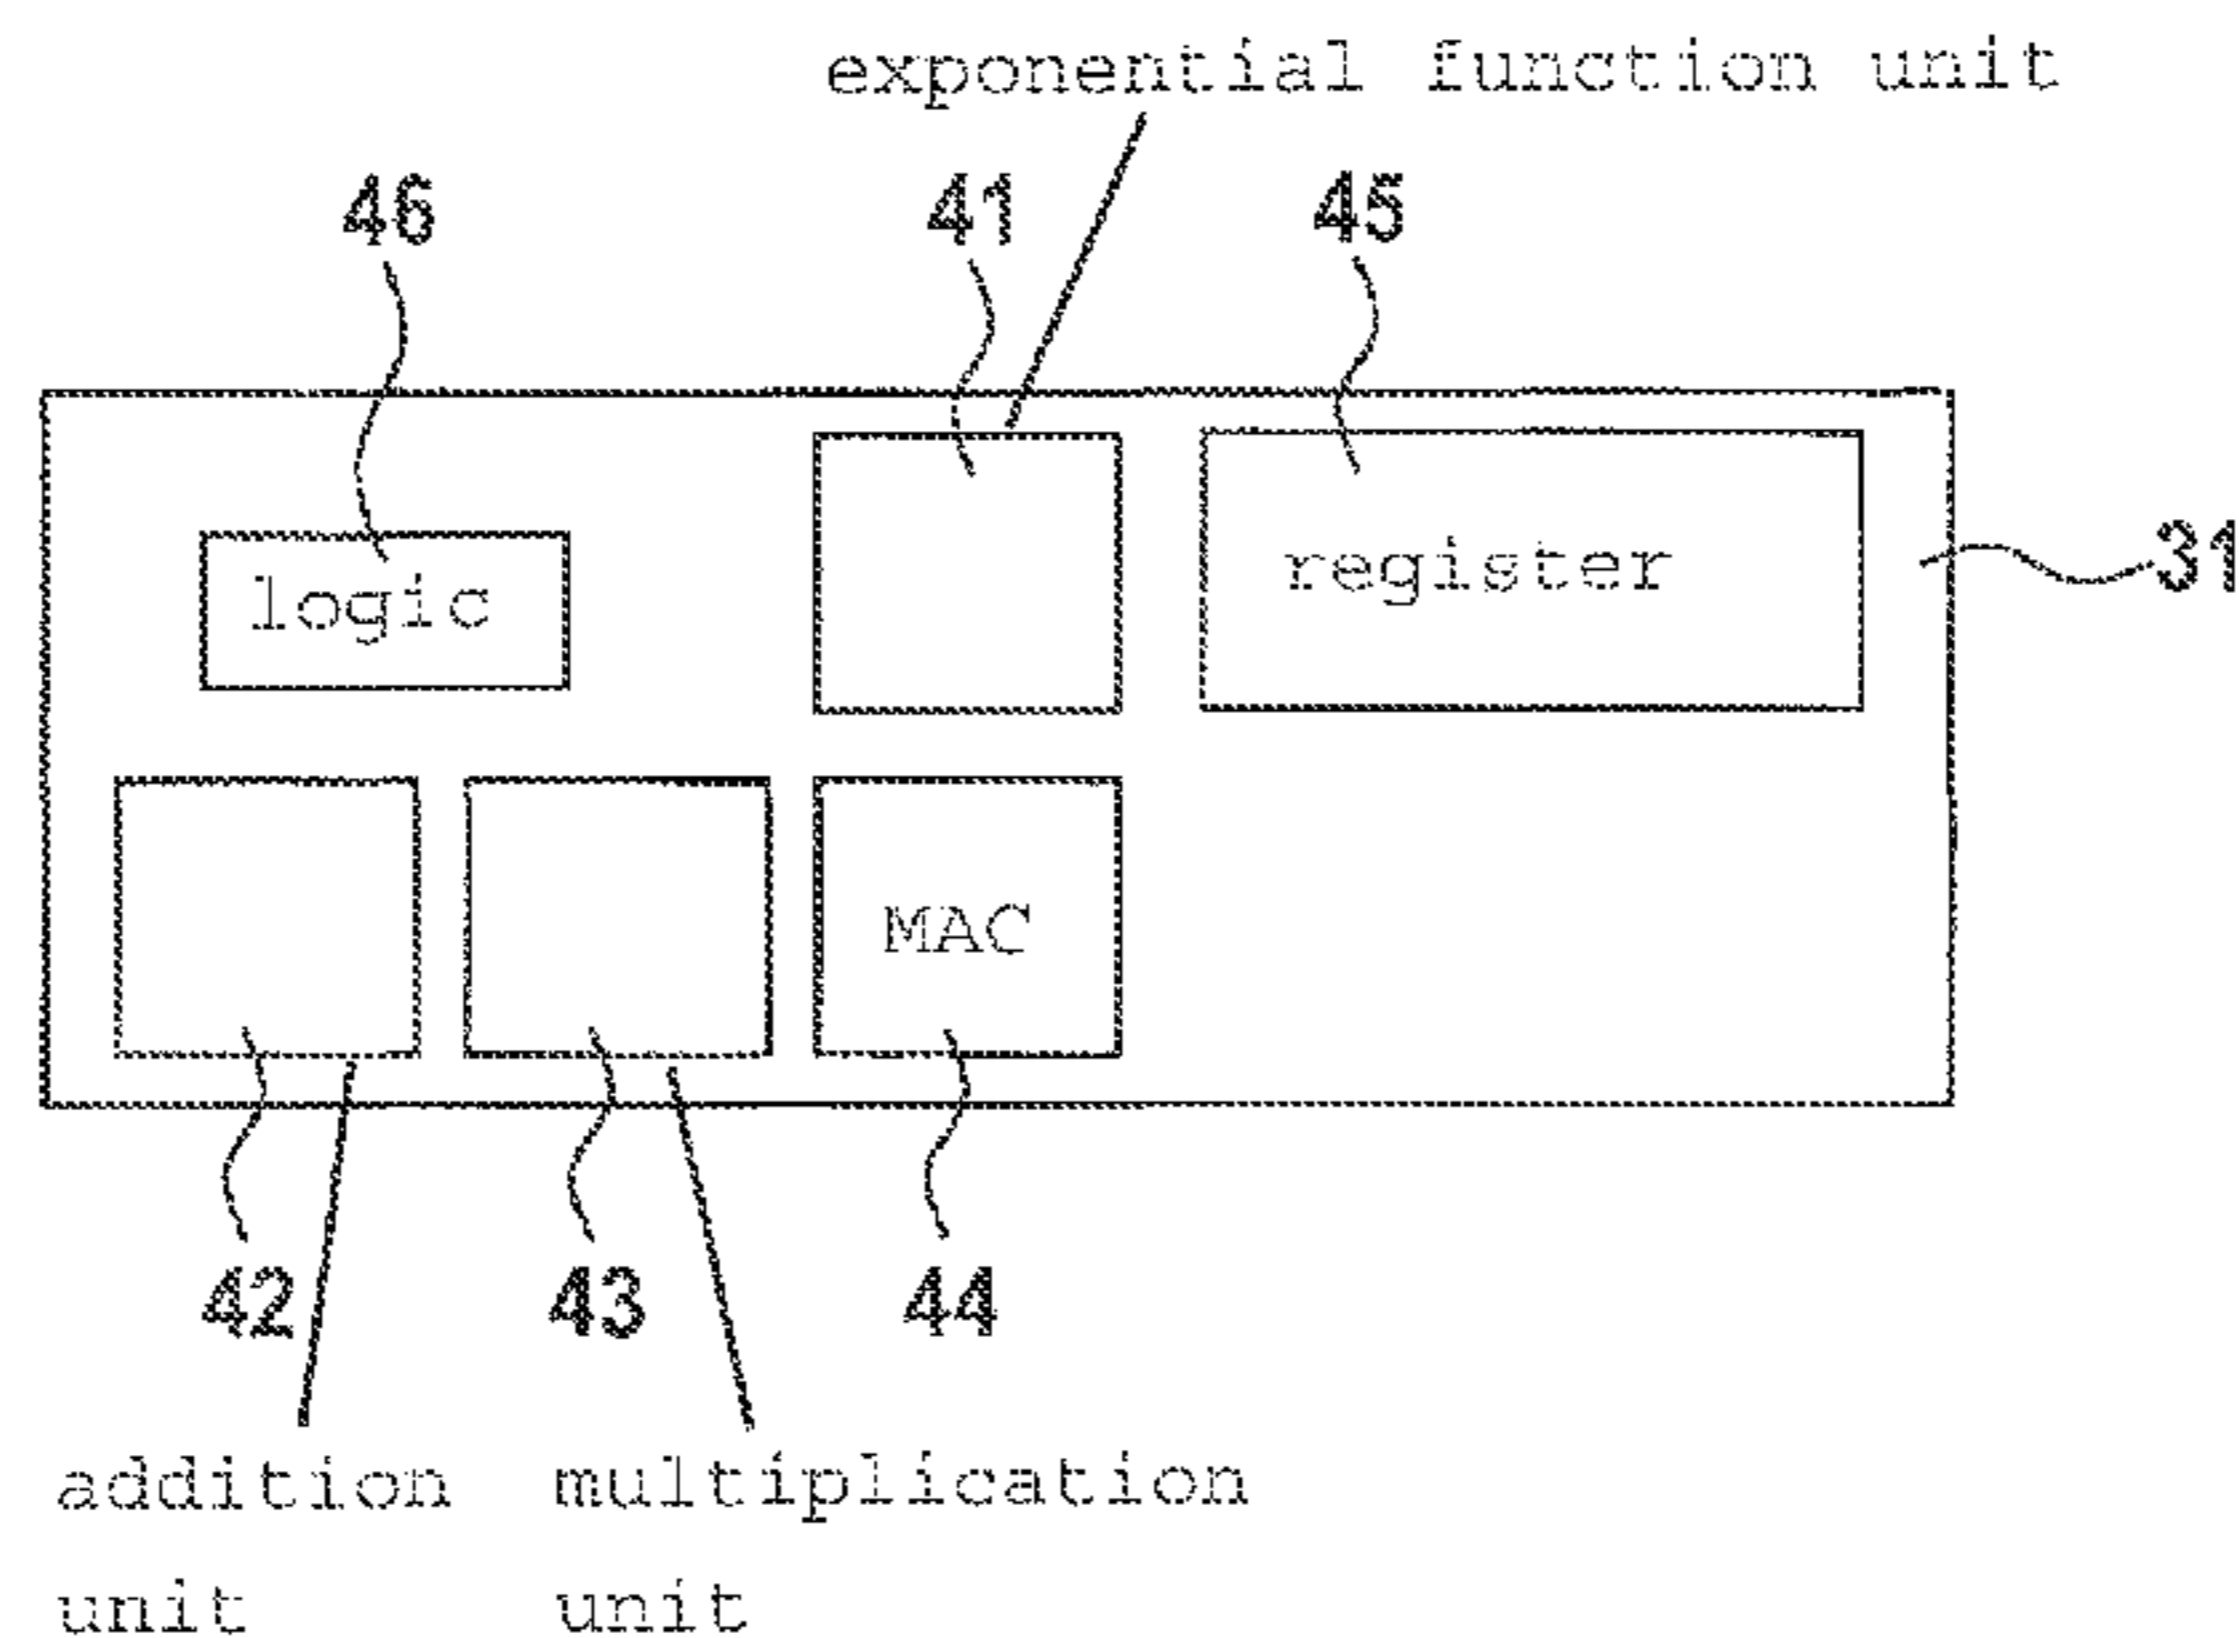 exponential function unit
46 41 45
logic
register
31
MAC
42 43 44
addition multiplication
unit unit